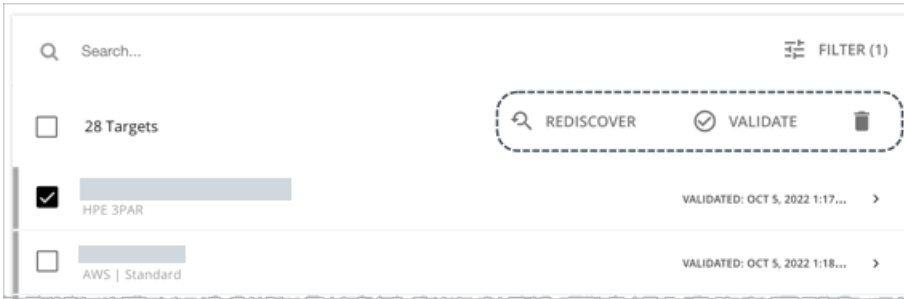 Search...
FILTER (1)
28 Targets
REDISCOVER
VALIDATE
HPE 3PAR
VALIDATED: OCT 5, 2022 1:17...
AWS | Standard
VALIDATED: OCT 5, 2022 1:18...